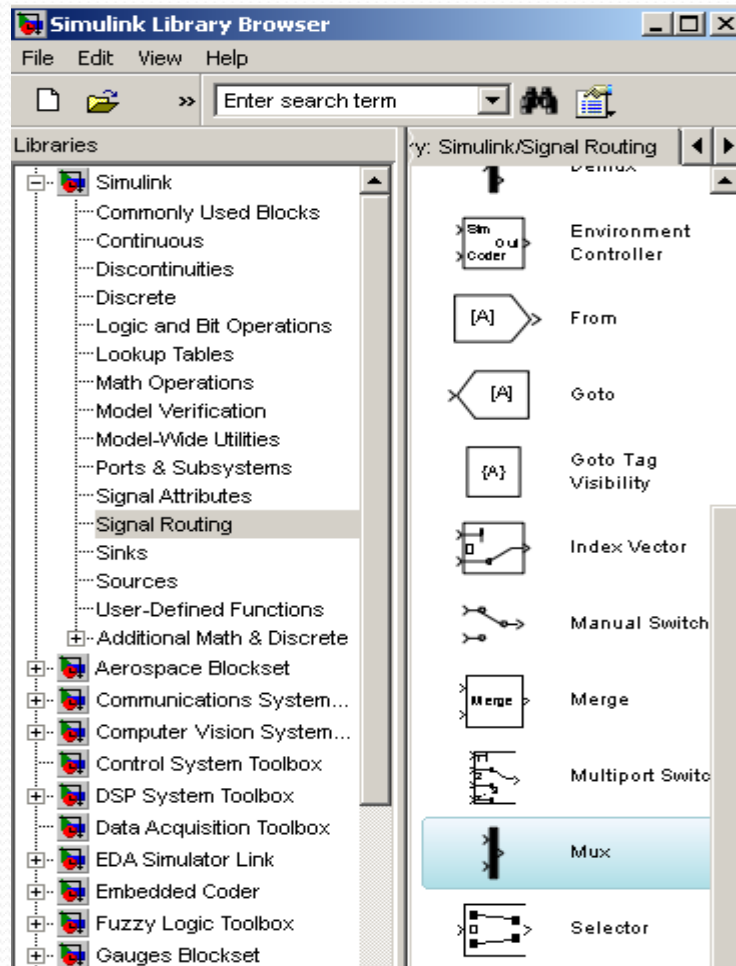 Simulink Library Browser
File Edit View Help
» Enter search term
Libraries
y: Simulink/Signal Routing
Simulink
Commonly Used Blocks
Continuous
Discontinuities
Discrete
Logic and Bit Operations
Lookup Tables
Math Operations
Model Verification
Model-Wide Utilities
Ports & Subsystems
Signal Attributes
Signal Routing
Sinks
Sources
User-Defined Functions
Additional Math & Discrete
Aerospace Blockset
Communications System...
Computer Vision System...
Control System Toolbox
DSP System Toolbox
Data Acquisition Toolbox
EDA Simulator Link
Embedded Coder
Fuzzy Logic Toolbox
Gauges Blockset
Demux
Sim
Out
Coder
Environment
Controller
[A]
From
[A]
Goto
{A}
Goto Tag
Visibility
Index Vector
Manual Switch
Merge
Merge
Multiport Switc
Mux
Selector